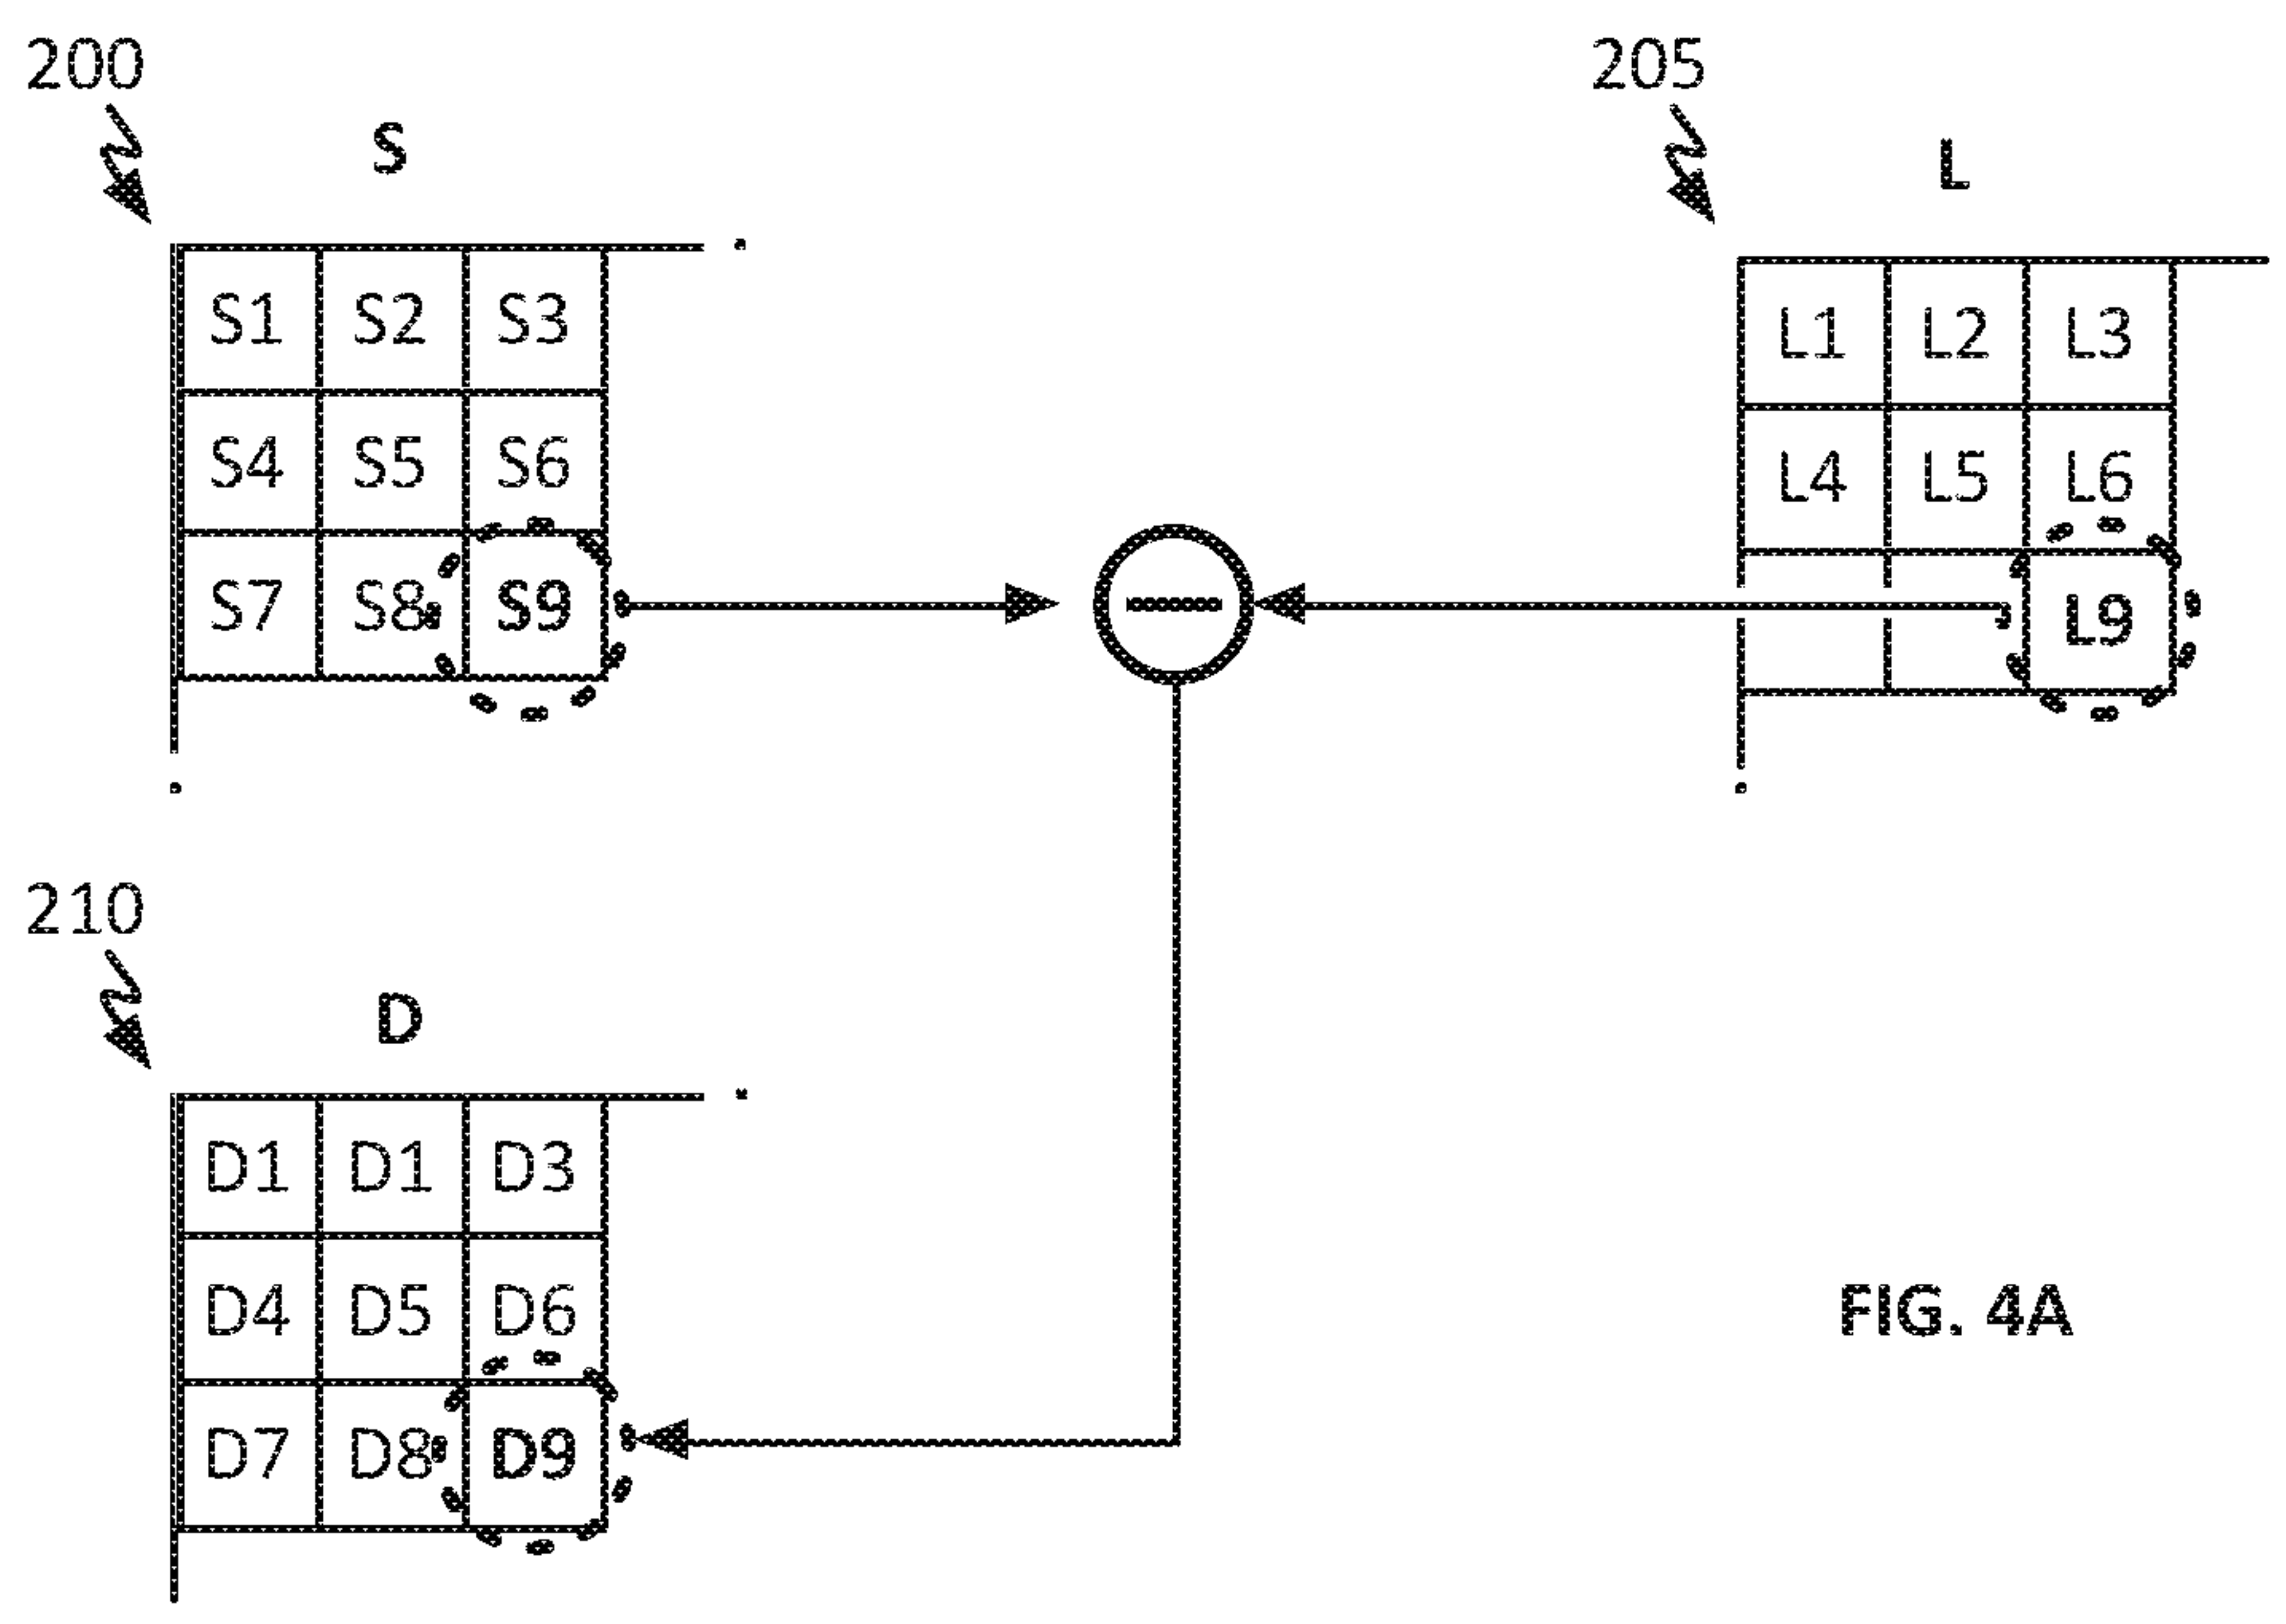 200
205
S
L
S1 S2 S3
L1 L2 L3
S4 S5 S6
L4 L5 L6
S7 S8 S9
L9
210
D
D1 D1 D3
D4 D5 D6
D7 D8 D9
FIG. 4A